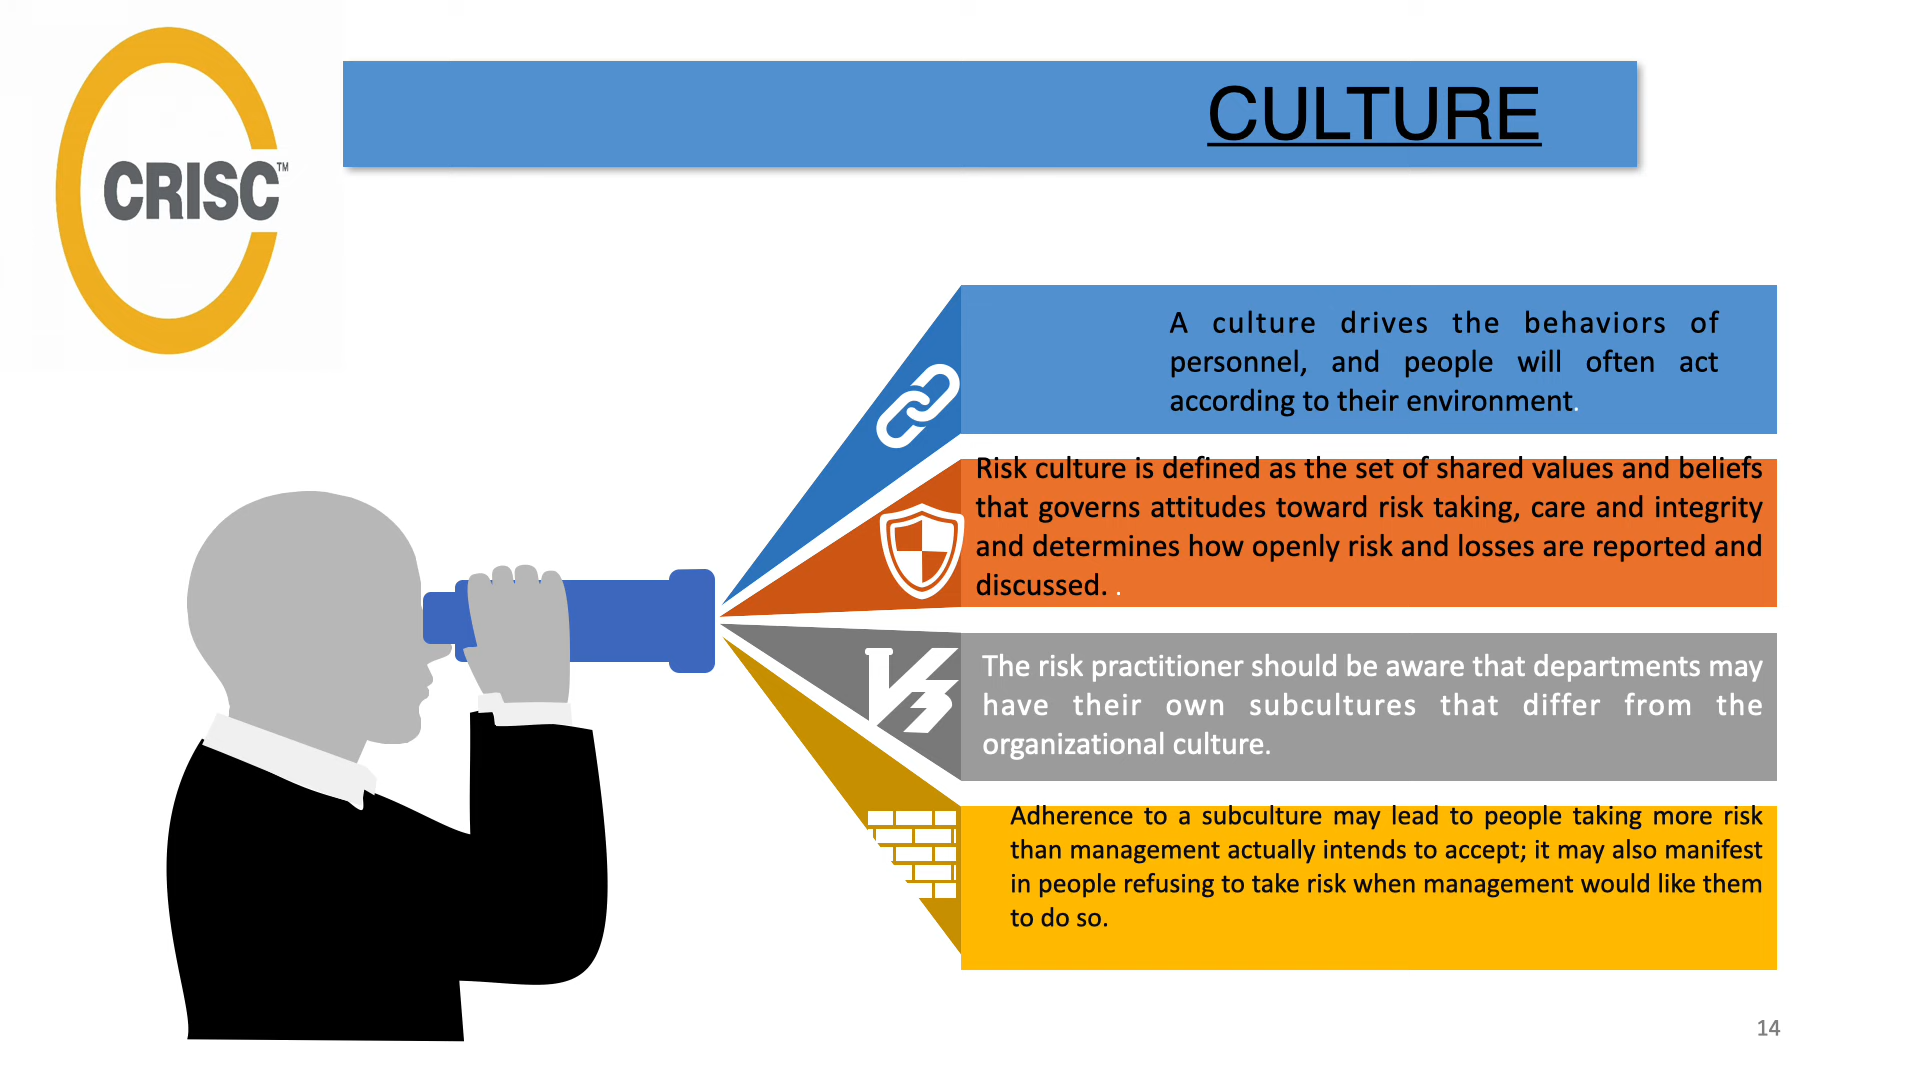 CRISC™
CULTURE
A culture drives the behaviors of
personnel, and people will often act
according to their environment.
Risk culture is defined as the set of shared values and beliefs
that governs attitudes toward risk taking, care and integrity
and determines how openly risk and losses are reported and
discussed. .
The risk practitioner should be aware that departments may
have their own subcultures that differ from the
organizational culture.
Adherence to a subculture may lead to people taking more risk
than management actually intends to accept; it may also manifest
in people refusing to take risk when management would like them
to do so.
14